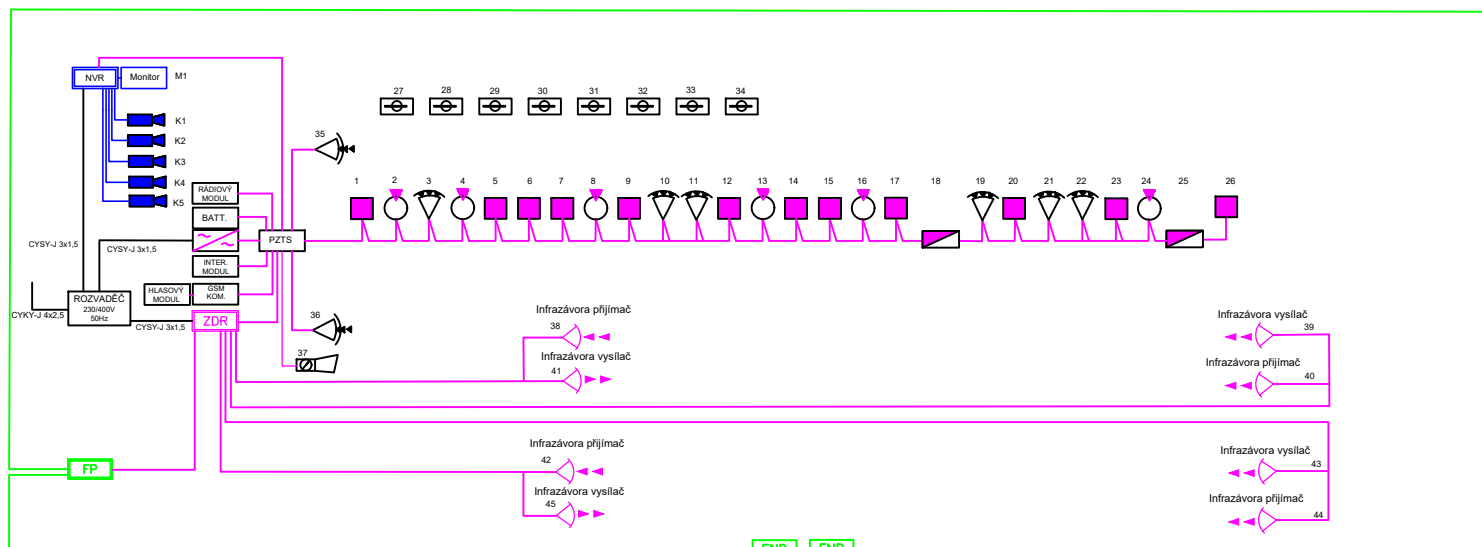 NVR
Monitor
M1
K1
K2
K3
K4
K5
27
28
29
30
31
32
33
34
35
1
2
3
4
5
6
7
8
9
10
11
12
13
14
15
16
17
18
19
20
21
22
23
24
25
26
RÁDIOVÝ
MODUL
BATT.
PZTS
CYSY-J 3x1,5
CYSY-J 3x1,5
INTER.
MODUL
HLASOVÝ
MODUL
GSM
KOM.
ROZVADĚČ
230/400V
50Hz
CYKY-J 4x2,5
CYSY-J 3x1,5
ZDR
36
37
Infrazávora přijímač
38
Infrazávora vysílač
41
Infrazávora vysílač
39
Infrazávora přijímač
40
FP
Infrazávora přijímač
42
Infrazávora vysílač
45
Infrazávora vysílač
43
Infrazávora přijímač
44